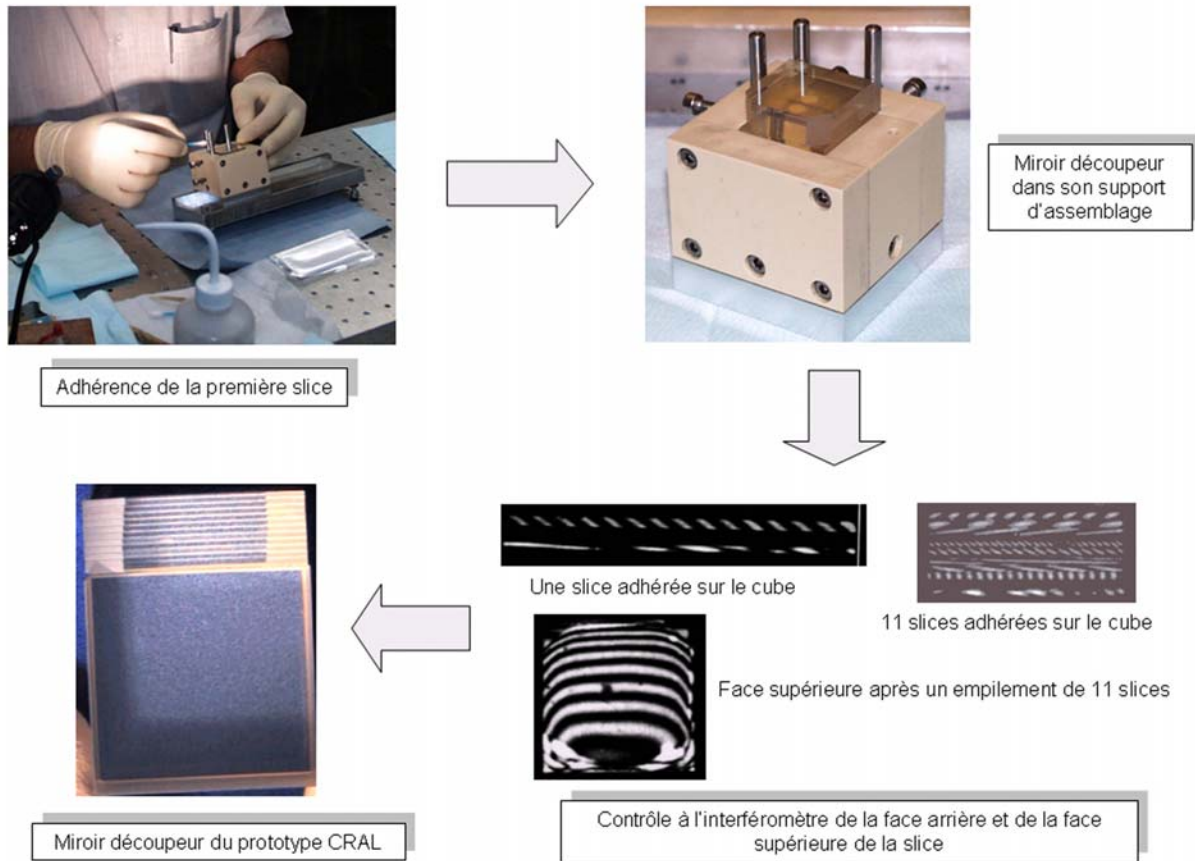 Adhérence de la première slice
Miroir découpeur
dans son support
d'assemblage
Une slice adhérée sur le cube
11 slices adhérées sur le cube
Face supérieure après un empilement de 11 slices
Miroir découpeur du prototype CRAL
Contrôle à l'interféromètre de la face arrière et de la face
supérieure de la slice